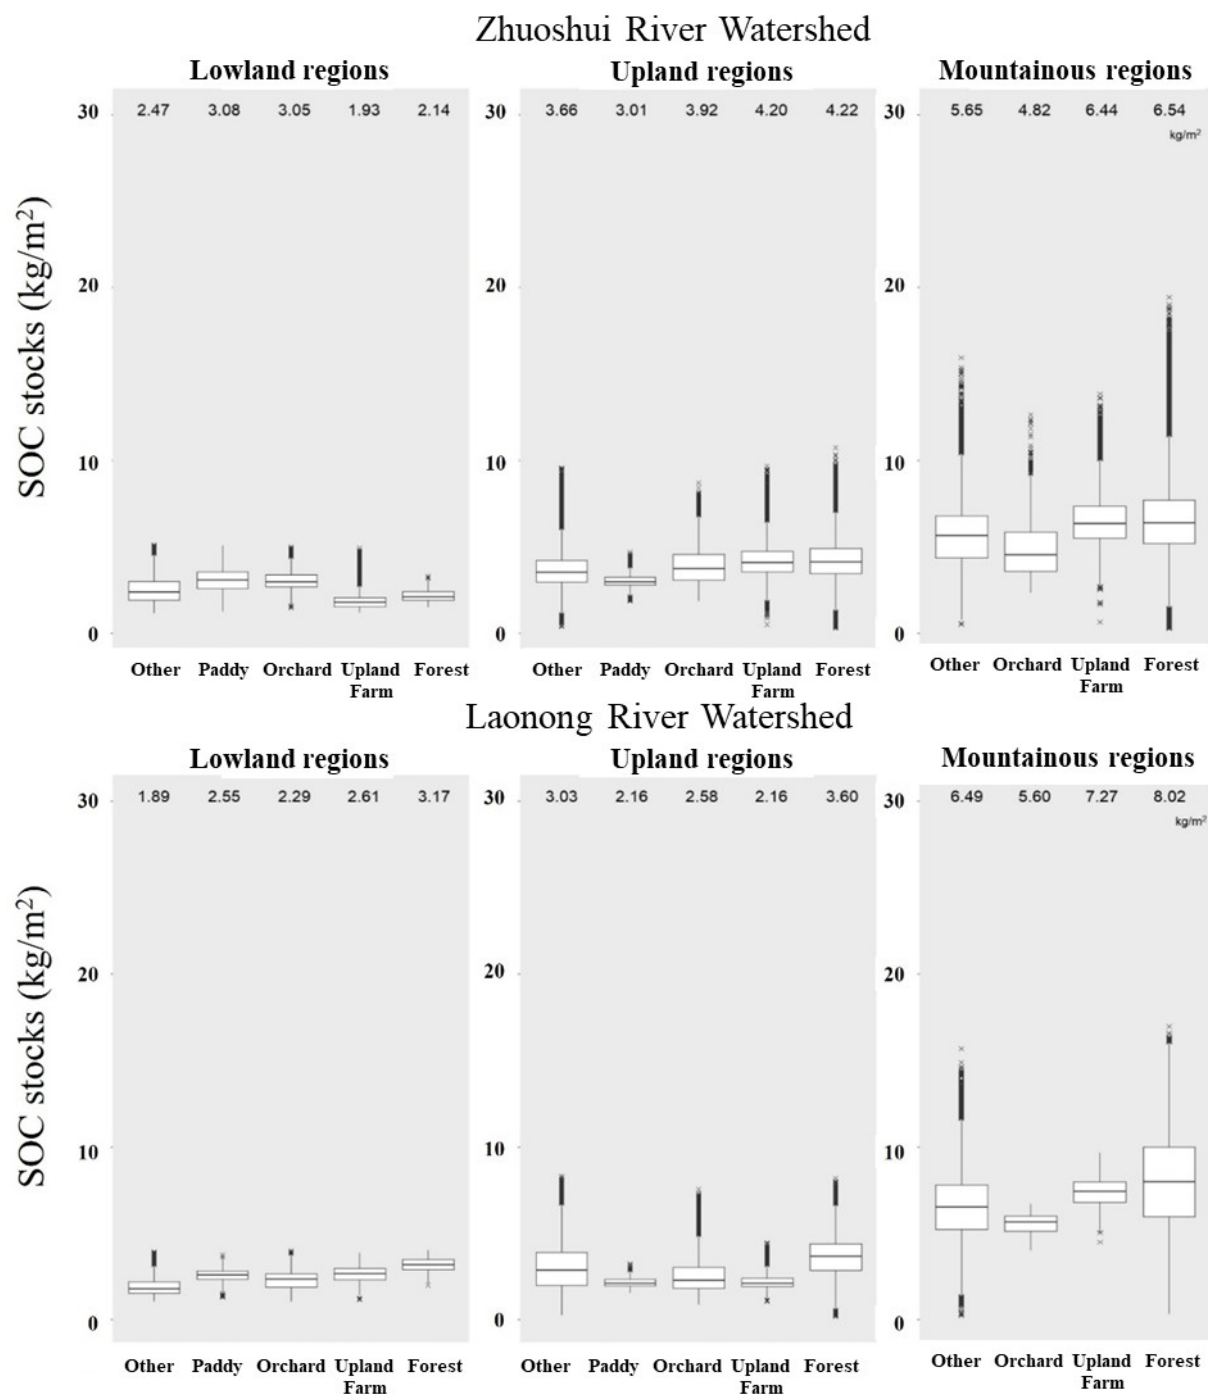 Zhuoshui River Watershed
Lowland regions
Upland regions
Mountainous regions
SOC stocks (kg/m²)
30
2.47 3.08 3.05 1.93 2.14
20
10
0
Other Paddy Orchard Upland Farm Forest
30
3.66 3.01 3.92 4.20 4.22
20
10
0
Other Paddy Orchard Upland Farm Forest
30
5.65 4.82 6.44 6.54
kg/m²
20
10
0
Other Orchard Upland Farm Forest
Laonong River Watershed
Lowland regions
Upland regions
Mountainous regions
SOC stocks (kg/m²)
30
1.89 2.55 2.29 2.61 3.17
20
10
0
Other Paddy Orchard Upland Farm Forest
30
3.03 2.16 2.58 2.16 3.60
20
10
0
Other Paddy Orchard Upland Farm Forest
30
6.49 5.60 7.27 8.02
kg/m²
20
10
0
Other Orchard Upland Farm Forest